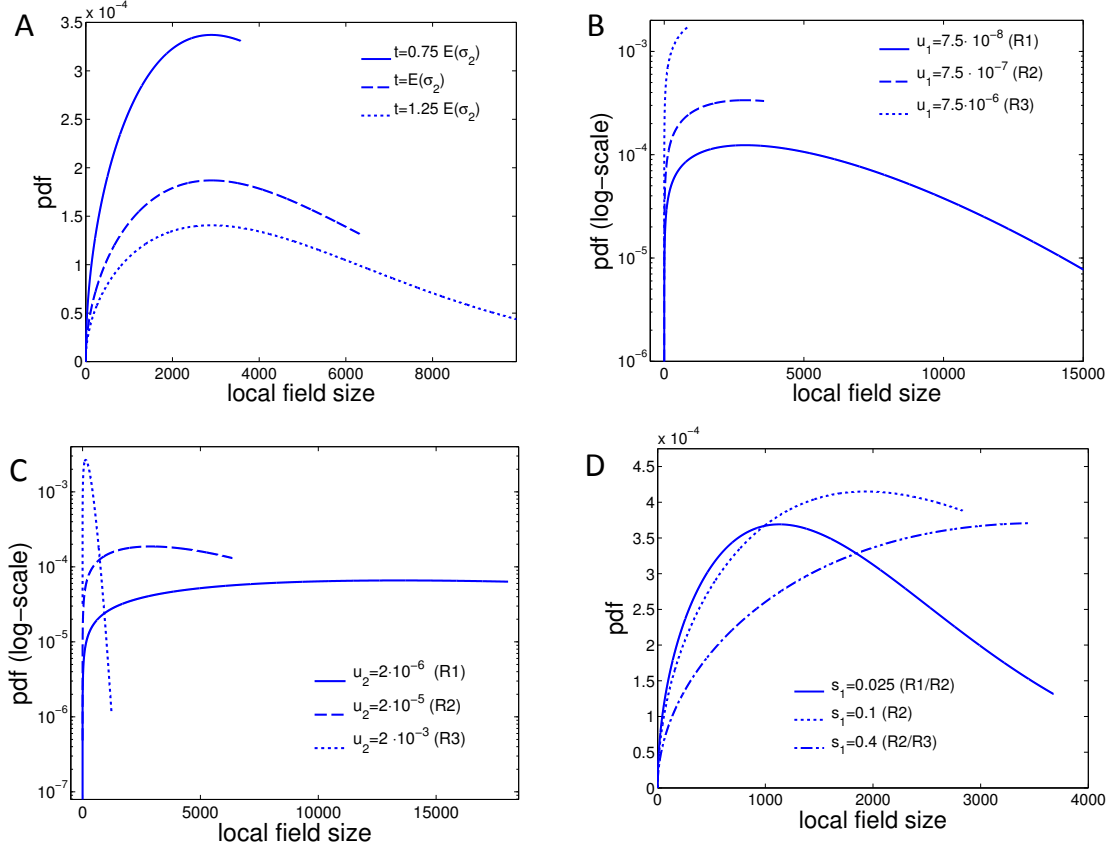 A
x 10⁻⁴
3.5
3
2.5
2
1.5
1
0.5
0
0 2000 4000 6000 8000
pdf
local field size
t=0.75 E(σ₂)
t=E(σ₂)
t=1.25 E(σ₂)
B
10⁻³
10⁻⁴
10⁻⁵
10⁻⁶
0 5000 10000 15000
pdf (log−scale)
local field size
u₁=7.5· 10⁻⁸ (R1)
u₁=7.5 · 10⁻⁷ (R2)
u₁=7.5·10⁻⁶ (R3)
C
10⁻³
10⁻⁴
10⁻⁵
10⁻⁶
10⁻⁷
0 5000 10000 15000
pdf (log−scale)
local field size
u₂=2·10⁻⁶ (R1)
u₂=2·10⁻⁵ (R2)
u₂=2 ·10⁻³ (R3)
D
x 10⁻⁴
4.5
4
3.5
3
2.5
2
1.5
1
0.5
0
0 1000 2000 3000 4000
pdf
local field size
s₁=0.025 (R1/R2)
s₁=0.1 (R2)
s₁=0.4 (R2/R3)